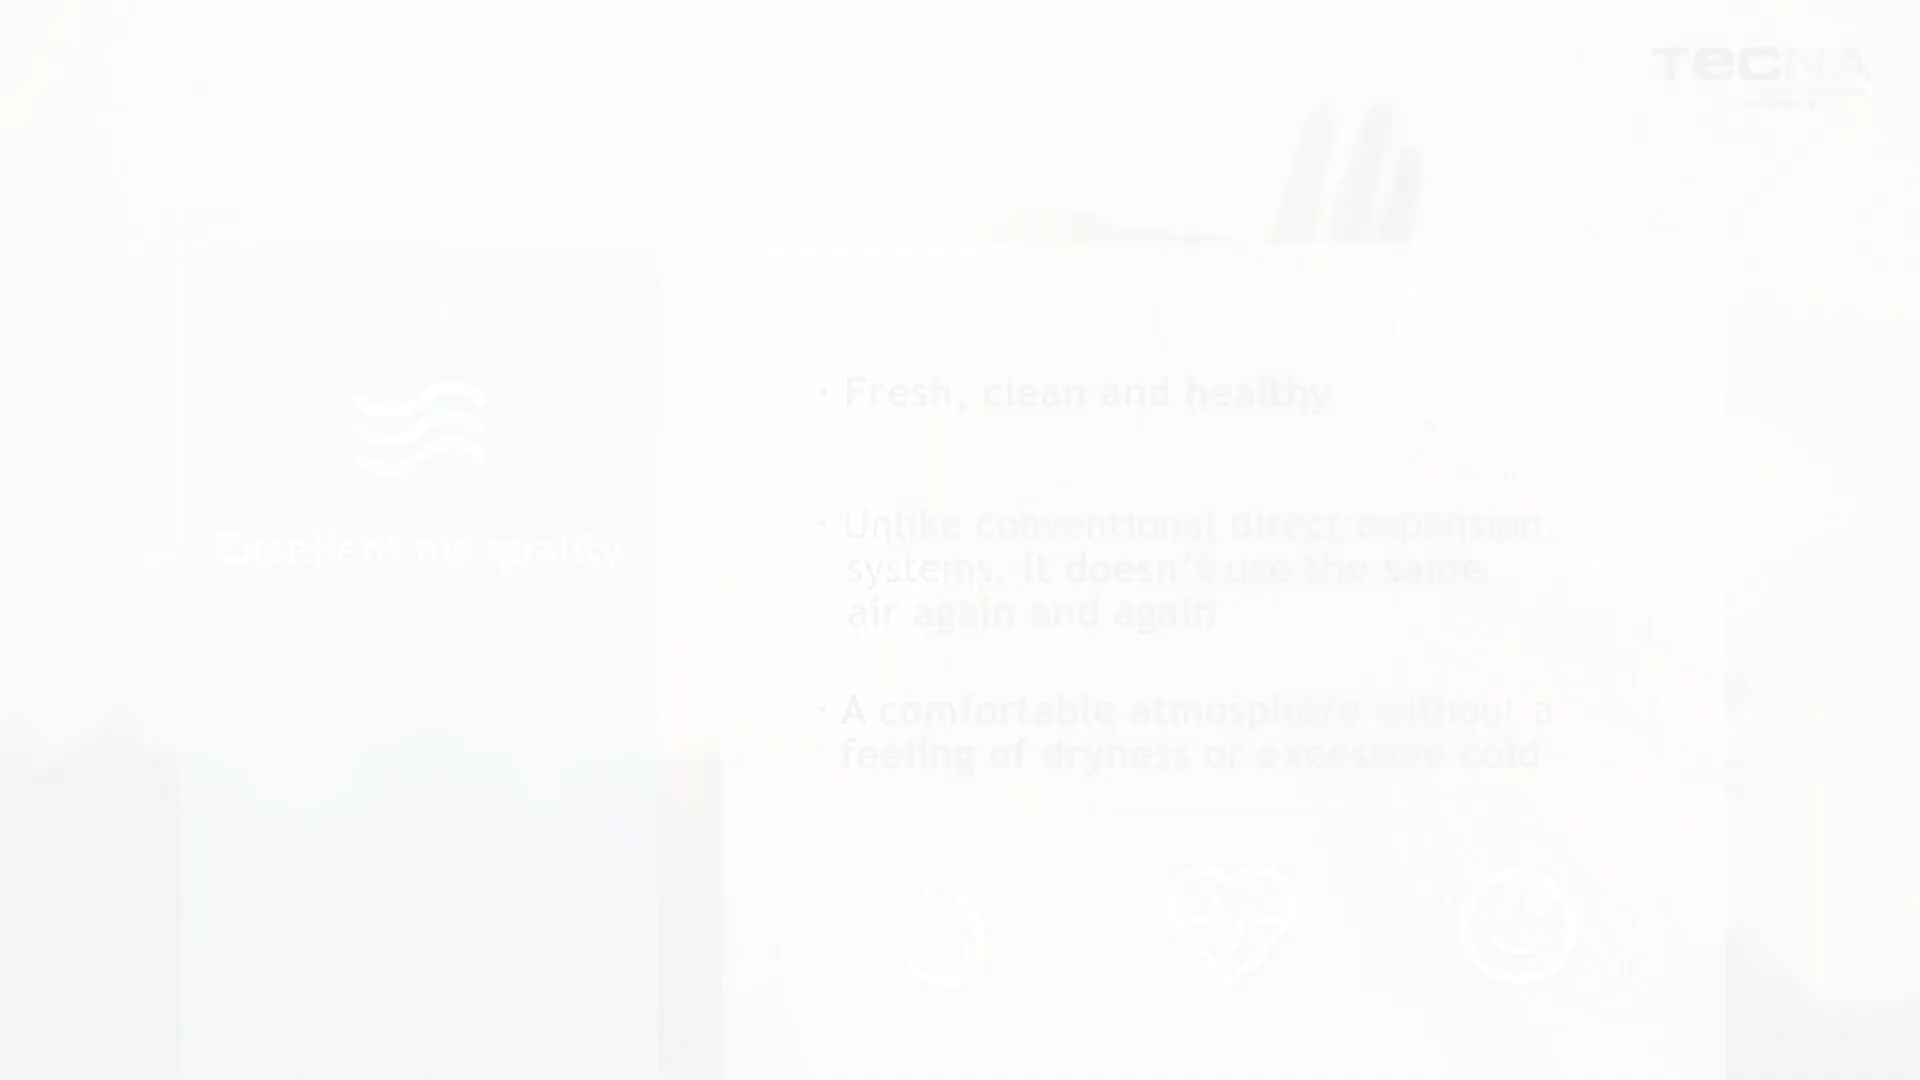 TECNA
Excellent air quality
· Fresh, clean and healthy
· Unlike conventional direct expansion
systems, it doesn't use the same
air again and again
· A comfortable atmosphere without a
feeling of dryness or excessive cold